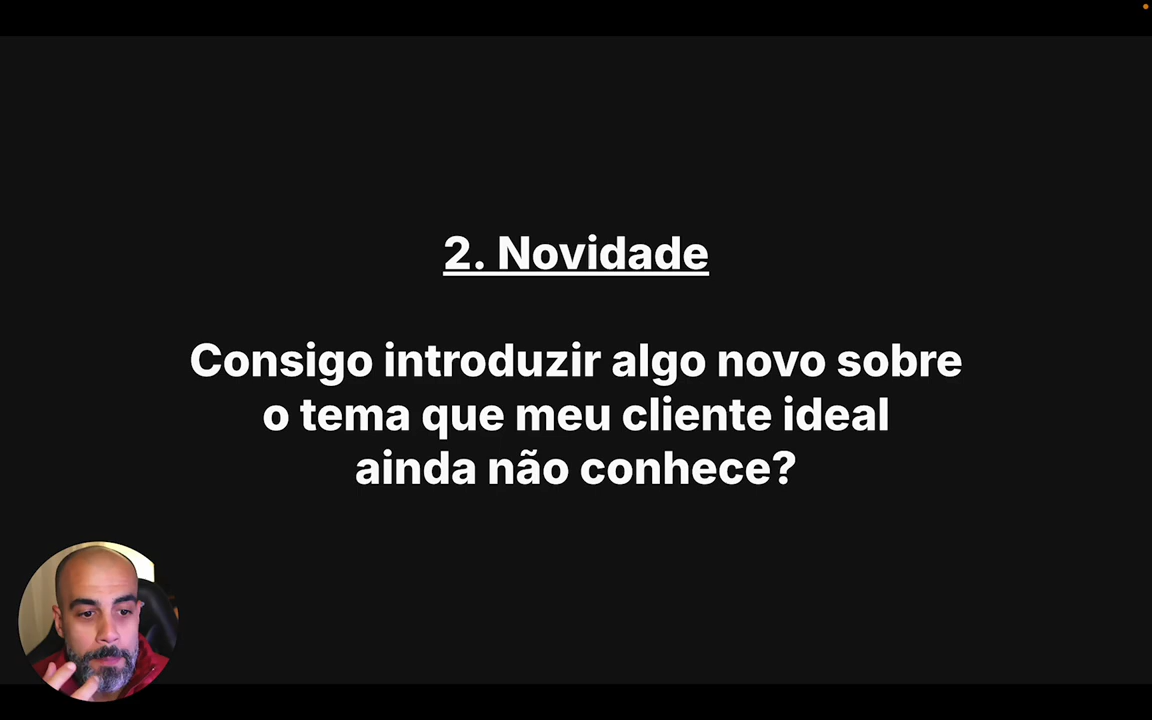 2. Novidade
Consigo introduzir algo novo sobre
o tema que meu cliente ideal
ainda não conhece?